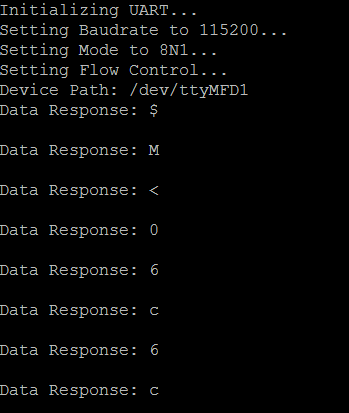 Initializing UART...
Setting Baudrate to 115200...
Setting Mode to 8N1...
Setting Flow Control...
Device Path: /dev/ttyMFD1
Data Response: $
Data Response: M
Data Response: <
Data Response: 0
Data Response: 6
Data Response: c
Data Response: 6
Data Response: c